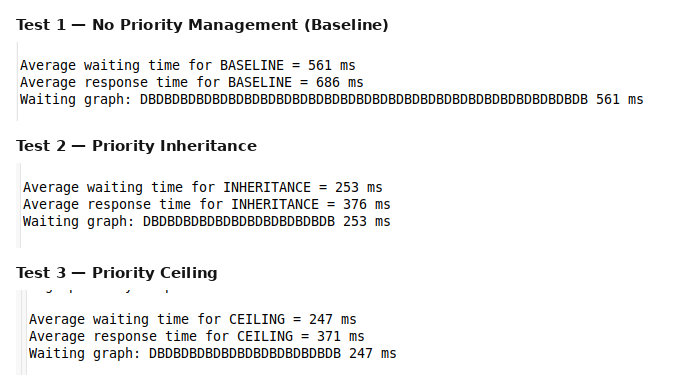 Test 1 — No Priority Management (Baseline)
Average waiting time for BASELINE = 561 ms
Average response time for BASELINE = 686 ms
Waiting graph: DBDBDBDBDBDBDBDBDBDBDBDBDBDBDBDBDBDBDBDBDBDBDBDBDBDBDBDB 561 ms
Test 2 — Priority Inheritance
Average waiting time for INHERITANCE = 253 ms
Average response time for INHERITANCE = 376 ms
Waiting graph: DBDBDBDBDBDBDBDBDBDBDBDB 253 ms
Test 3 — Priority Ceiling
Average waiting time for CEILING = 247 ms
Average response time for CEILING = 371 ms
Waiting graph: DBDBDBDBDBDBDBDBDBDBDBDB 247 ms